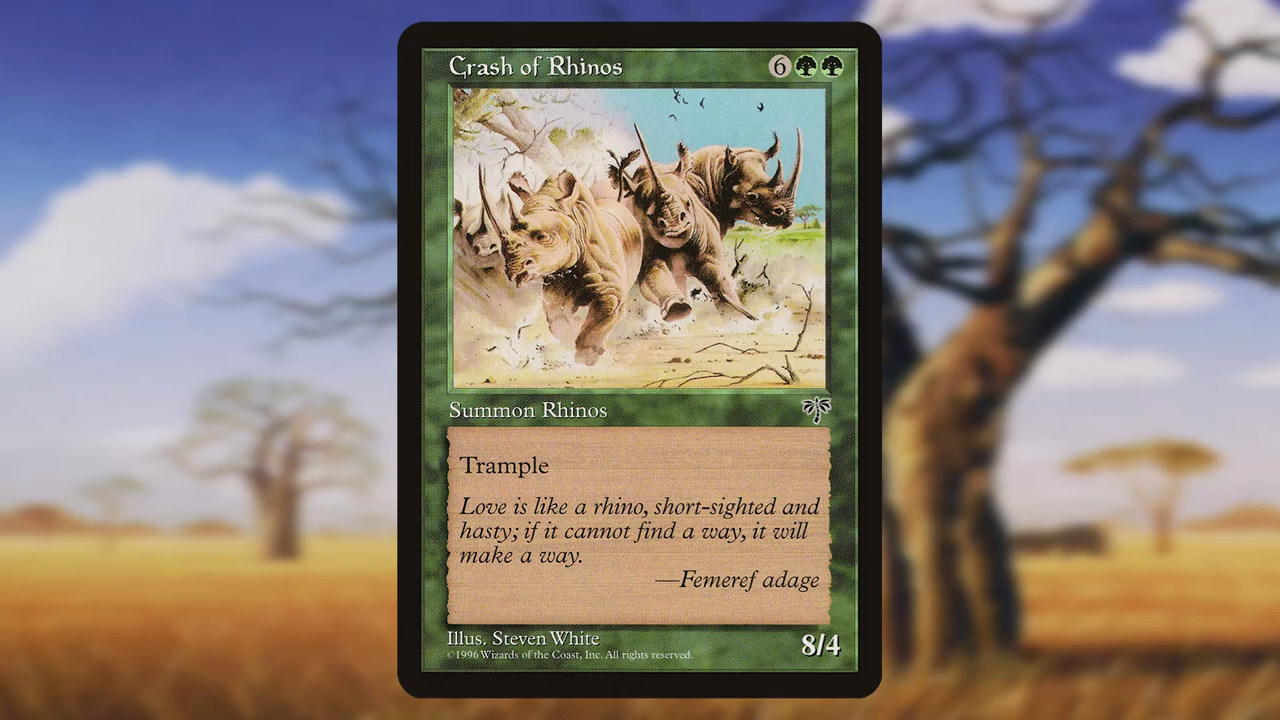 Crash of Rhinos
6
Summon Rhinos
Trample
Love is like a rhino, short-sighted and
hasty; if it cannot find a way, it will
make a way.
—Femeref adage
Illus. Steven White
©1996 Wizards of the Coast, Inc. All rights reserved.
8/4